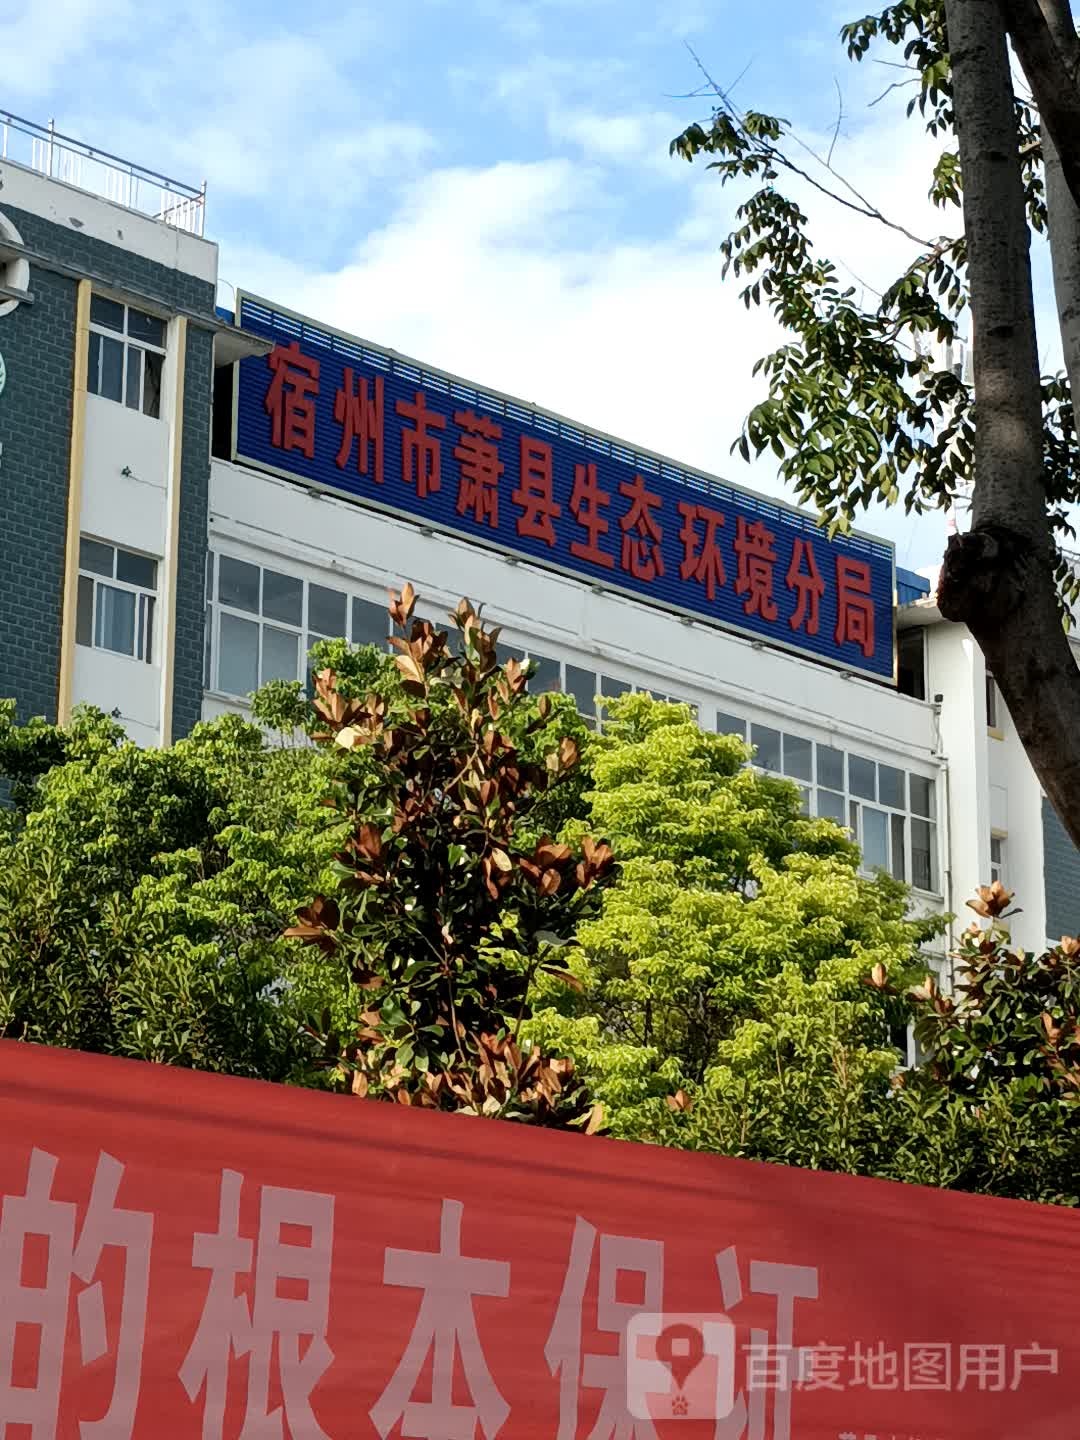 宿州市萧县生态环境分局
的根本保证
百度地图用户